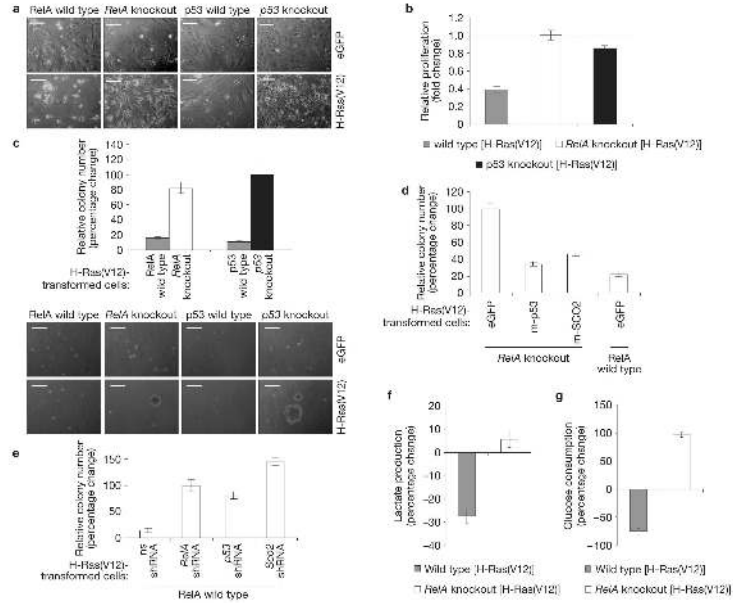 a
RelA wild type RelA knockout p53 wild type p53 knockout
eGFP
H-Ras(V12)
b
Relative proliferation
(fold change)
1.4
1.2
1.0
0.8
0.6
0.4
0.2
0
wild type [H-Ras(V12)] RelA knockout [H-Ras(V12)]
p53 knockout [H-Ras(V12)]
c
Relative colony number
(percentage change)
140
120
100
80
60
40
20
0
H-Ras(V12)-
transformed cells:
RelA
wild type
RelA
knockout
p53
wild type
p53
knockout
RelA wild type RelA knockout p53 wild type p53 knockout
eGFP
H-Ras(V12)
d
Relative colony number
(percentage change)
120
100
80
60
40
20
0
H-Ras(V12)-
transformed cells:
eGFP
m-p53
m-SCO2
eGFP
RelA knockout
RelA
wild type
e
Relative colony number
(percentage change)
150
100
50
0
H-Ras(V12)-
transformed cells:
ns
shRNA
RelA
shRNA
p53
shRNA
Sco2
shRNA
RelA wild type
f
Lactate production
(percentage change)
20
10
0
−10
−20
−30
−40
Wild type [H-Ras(V12)]
RelA knockout [H-Ras(V12)]
g
Glucose consumption
(percentage change)
150
100
50
0
−50
−100
Wild type [H-Ras(V12)]
RelA knockout [H-Ras(V12)]